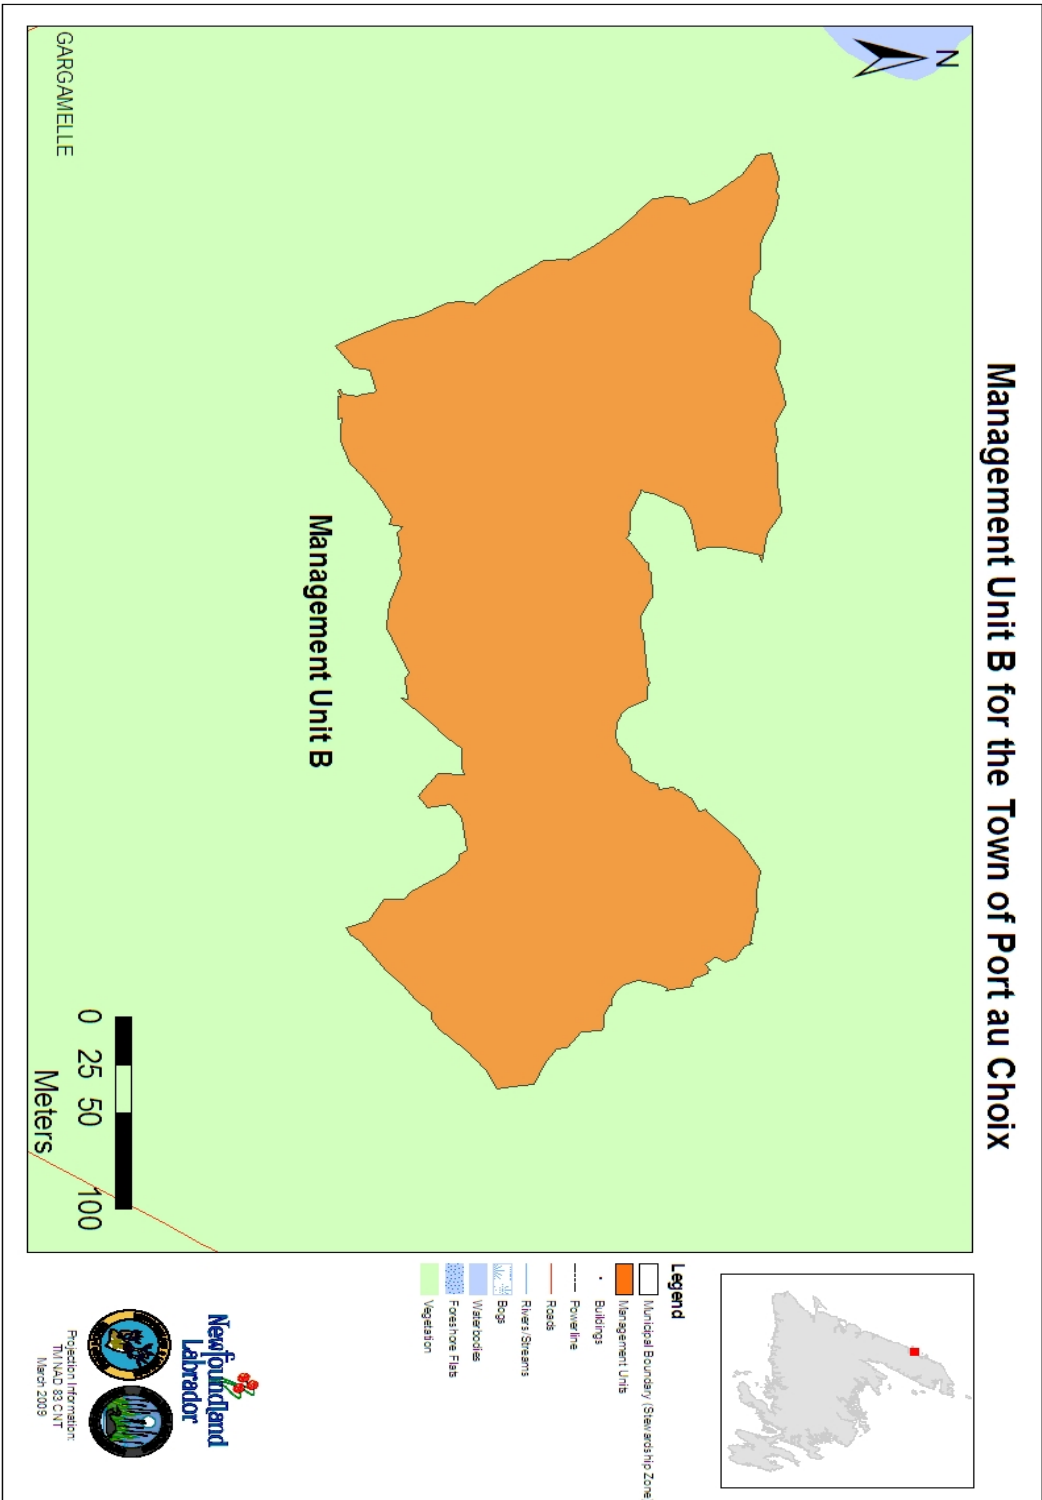 Management Unit B for the Town of Port au Choix
N
GARGAMELLE
Management Unit B
0 25 50 100
Meters
Legend
Municipal Boundary (Stewardship Zone)
Management Units
Buildings
Powerline
Roads
Rivers/Streams
Bogs
Waterbodies
Foreshore Flats
Vegetation
Newfoundland
Labrador
Projection Information:
TM NAD 83 CNT
March 2009